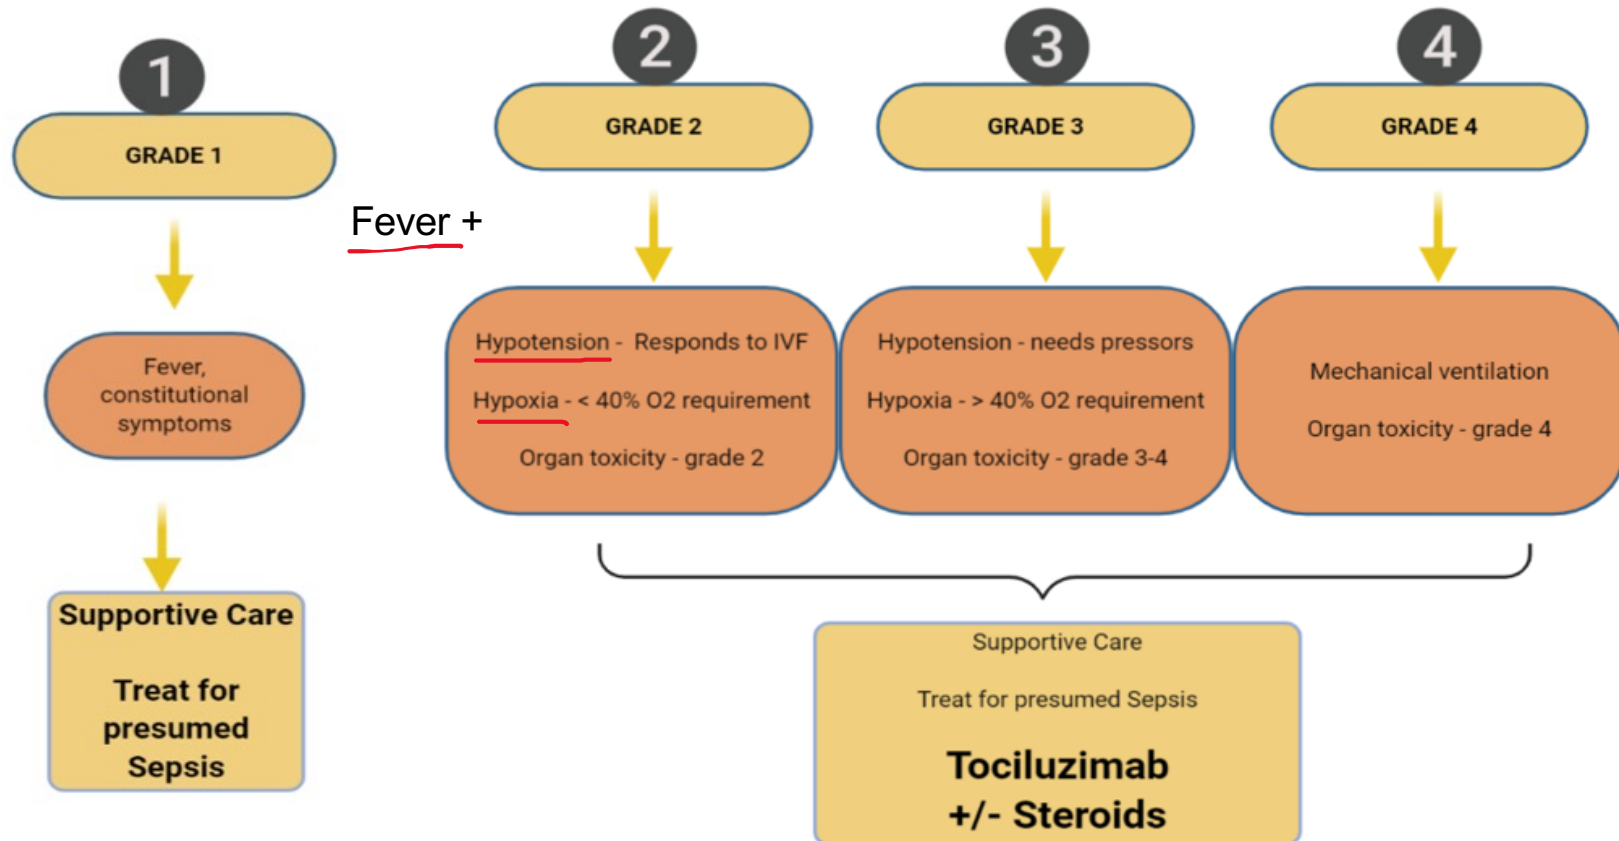 1
GRADE 1
Fever,
constitutional
symptoms
Supportive Care
Treat for
presumed
Sepsis
Fever +
2
GRADE 2
Hypotension - Responds to IVF
Hypoxia - < 40% O2 requirement
Organ toxicity - grade 2
3
GRADE 3
Hypotension - needs pressors
Hypoxia - > 40% O2 requirement
Organ toxicity - grade 3-4
4
GRADE 4
Mechanical ventilation
Organ toxicity - grade 4
Supportive Care
Treat for presumed Sepsis
Tociluzimab
+/- Steroids